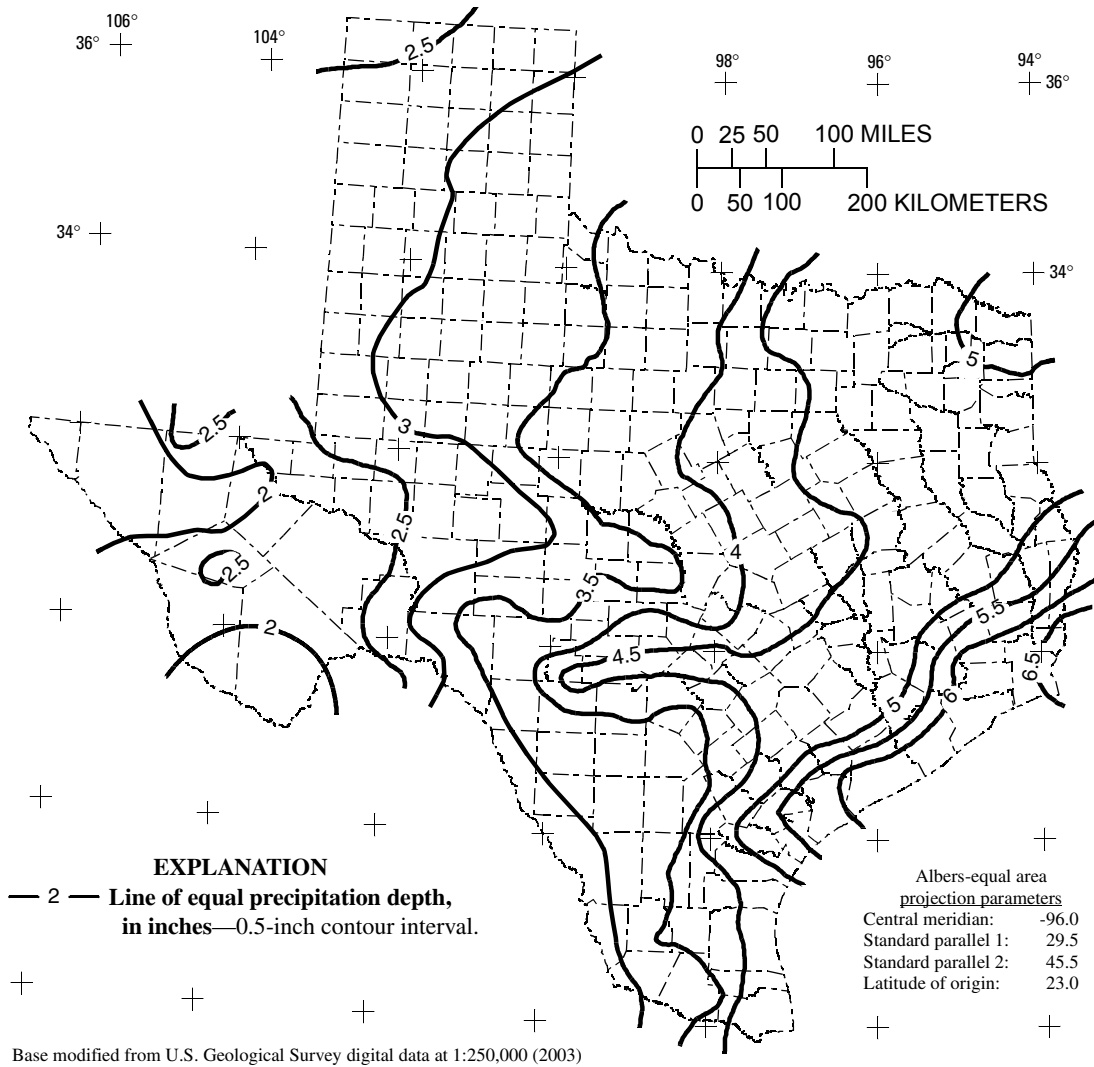 106°
36°
104°
98°
96°
94°
36°
2.5
0 25 50 100 MILES
0 50 100 200 KILOMETERS
34°
34°
5
3
2.5
2
2.5
2.5
4
3.5
2
4.5
5.5
5
6
6.5
EXPLANATION
2 Line of equal precipitation depth,
in inches—0.5-inch contour interval.
Albers-equal area
projection parameters
Central meridian: -96.0
Standard parallel 1: 29.5
Standard parallel 2: 45.5
Latitude of origin: 23.0
Base modified from U.S. Geological Survey digital data at 1:250,000 (2003)